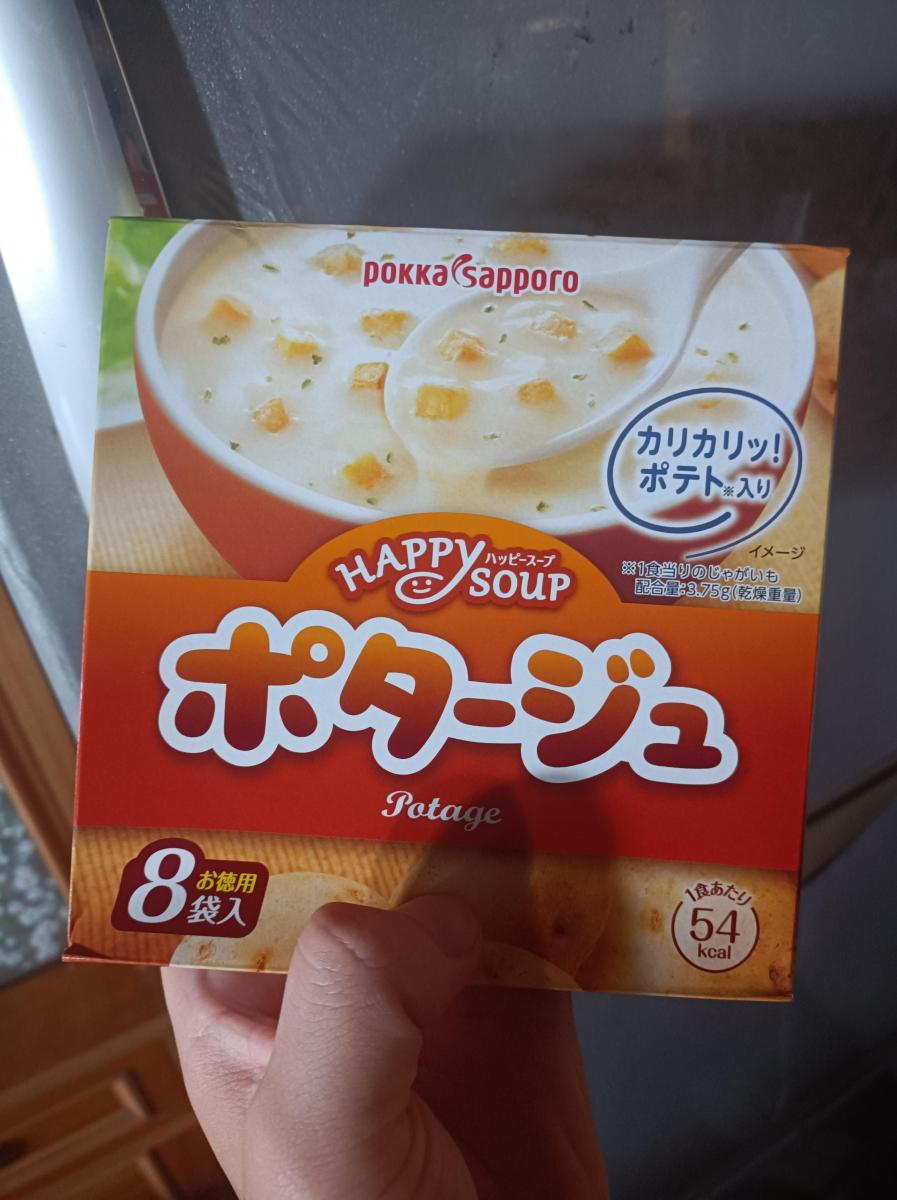 pokka sapporo
カリカリッ!
ポテト※入り
イメージ
※1食当りのじゃがいも
配合量:3.75g(乾燥重量)
HAPPY ハッピースープ
SOUP
ポタージュ
Potage
8 お徳用
袋入
1食あたり
54
kcal